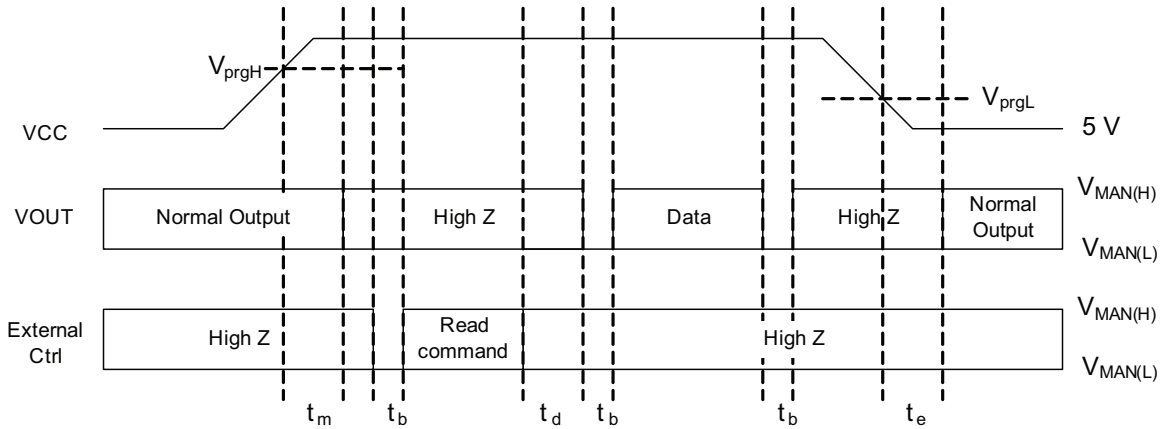 VprgH
VCC
VprgL
5 V
VOUT
Normal Output
High Z
Data
High Z
Normal
Output
VMAN(H)
VMAN(L)
External
Ctrl
High Z
Read
command
High Z
VMAN(H)
VMAN(L)
tm
tb
td
tb
tb
te